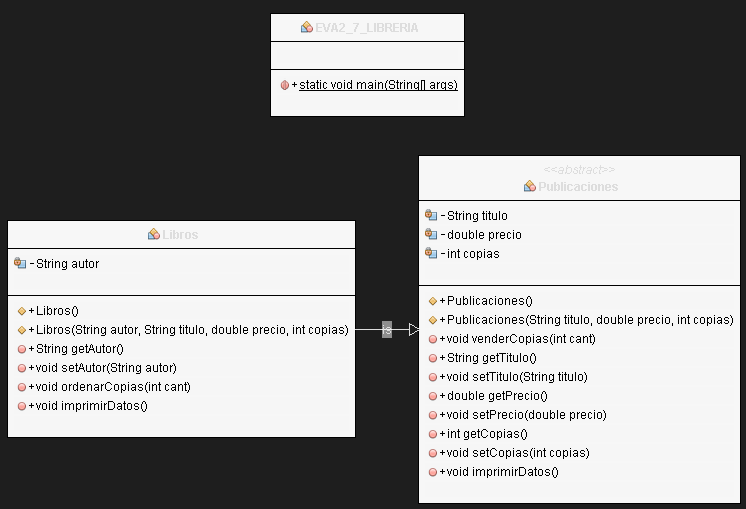 EVA2_7_LIBRERIA
+ static void main(String[] args)
Libros
- String autor
+ Libros()
+ Libros(String autor, String titulo, double precio, int copias)
+ String getAutor()
+ void setAutor(String autor)
+ void ordenarCopias(int cant)
+ void imprimirDatos()
is
<<abstract>>
Publicaciones
- String titulo
- double precio
- int copias
+ Publicaciones()
+ Publicaciones(String titulo, double precio, int copias)
+ void venderCopias(int cant)
+ String getTitulo()
+ void setTitulo(String titulo)
+ double getPrecio()
+ void setPrecio(double precio)
+ int getCopias()
+ void setCopias(int copias)
+ void imprimirDatos()